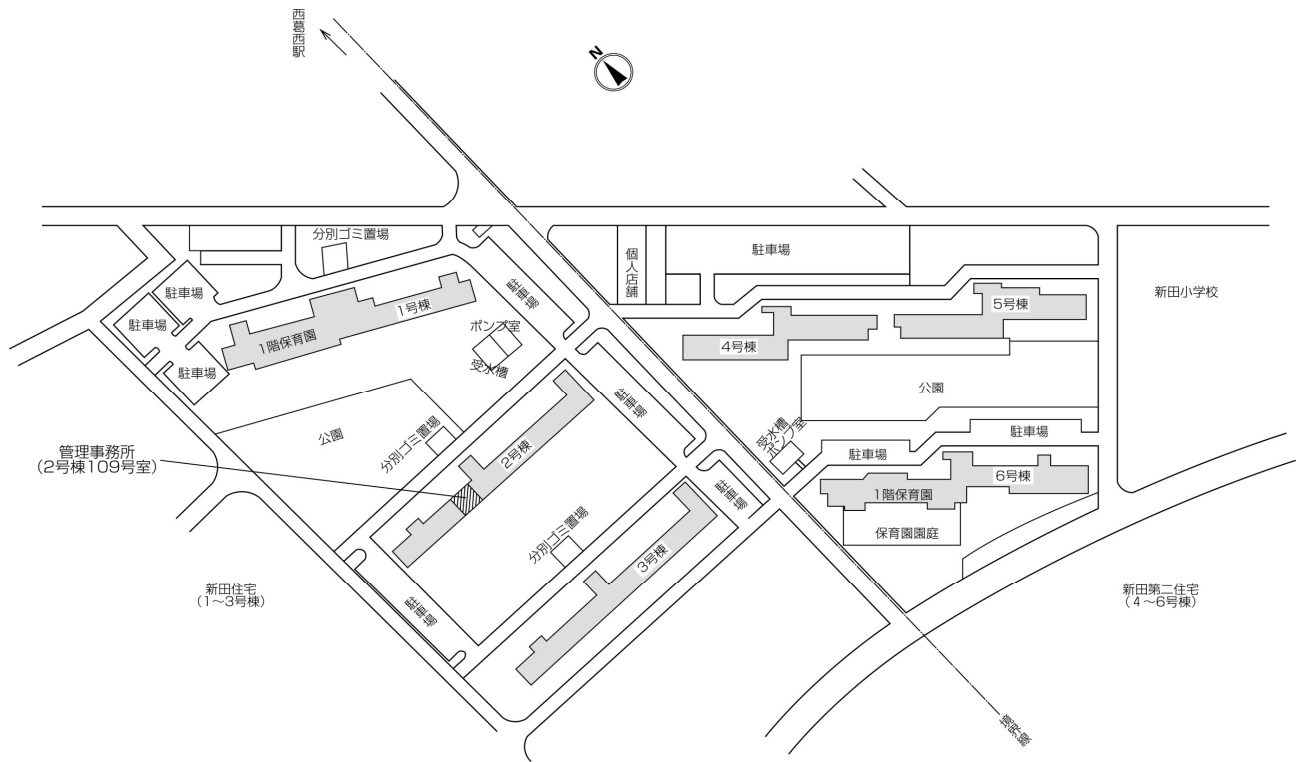 西葛西駅
N
分別ゴミ置場
個人店舗
駐車場
駐車場
駐車場
駐車場
駐車場
1号棟
1階保育園
ポンプ室
受水槽
5号棟
4号棟
新田小学校
公園
駐車場
公園
分別ゴミ置場
管理事務所
(2号棟109号室)
2号棟
受水槽
ポンプ室
駐車場
駐車場
駐車場
6号棟
1階保育園
保育園園庭
分別ゴミ置場
3号棟
駐車場
新田住宅
(1〜3号棟)
新田第二住宅
(4〜6号棟)
境界線